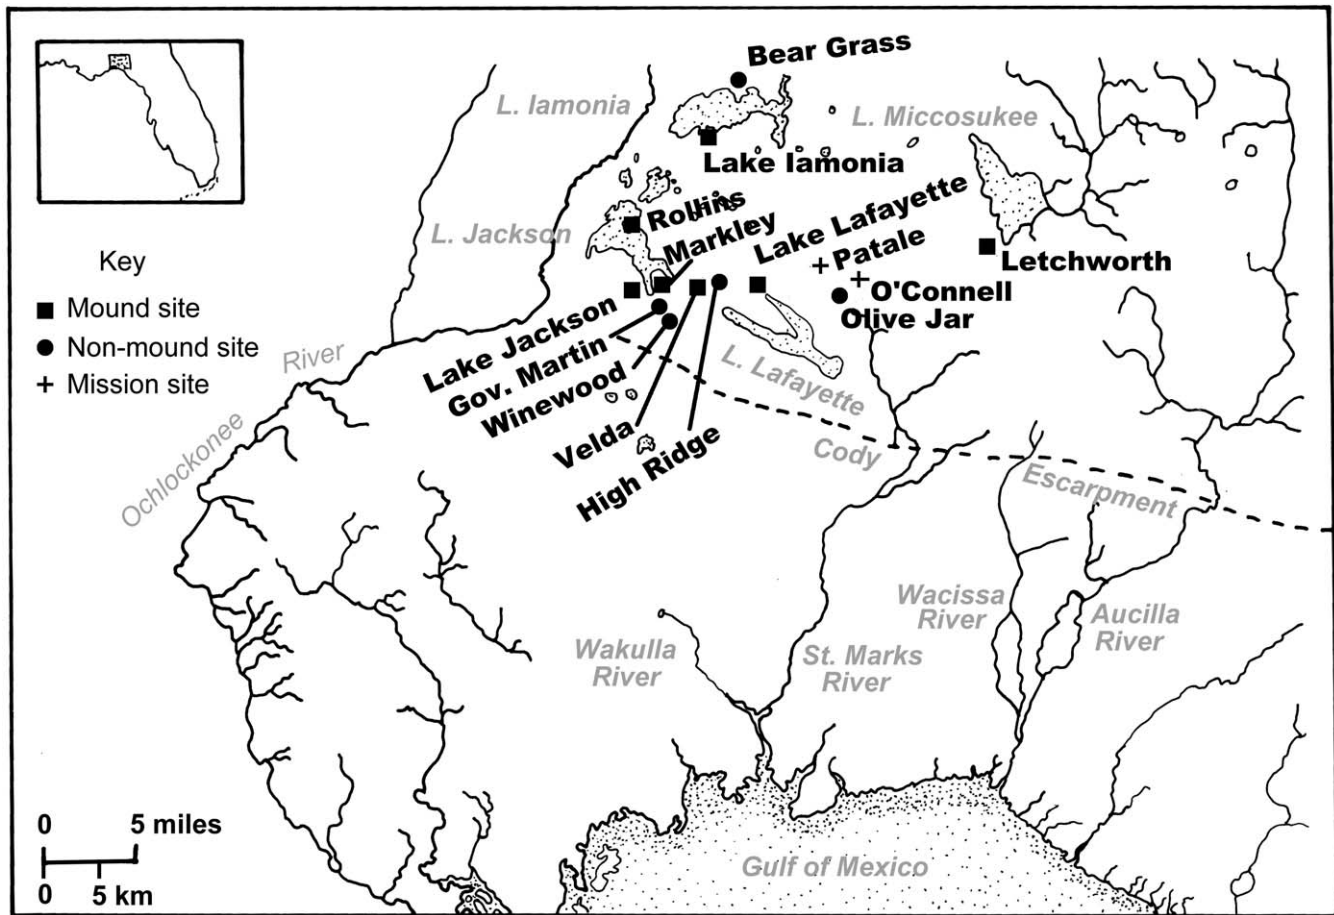 Bear Grass
L. Iamonia
L. Miccosukee
Lake Iamonia
Rollins
L. Jackson
Markley
Lake Lafayette
Patale
Letchworth
O'Connell
Olive Jar
Key
Mound site
Non-mound site
Mission site
Lake Jackson
Gov. Martin
Winewood
Velda
High Ridge
L. Lafayette
River
Ochlockonee
Cody
Escarpment
Wacissa
River
Aucilla
River
Wakulla
River
St. Marks
River
0 5 miles
0 5 km
Gulf of Mexico